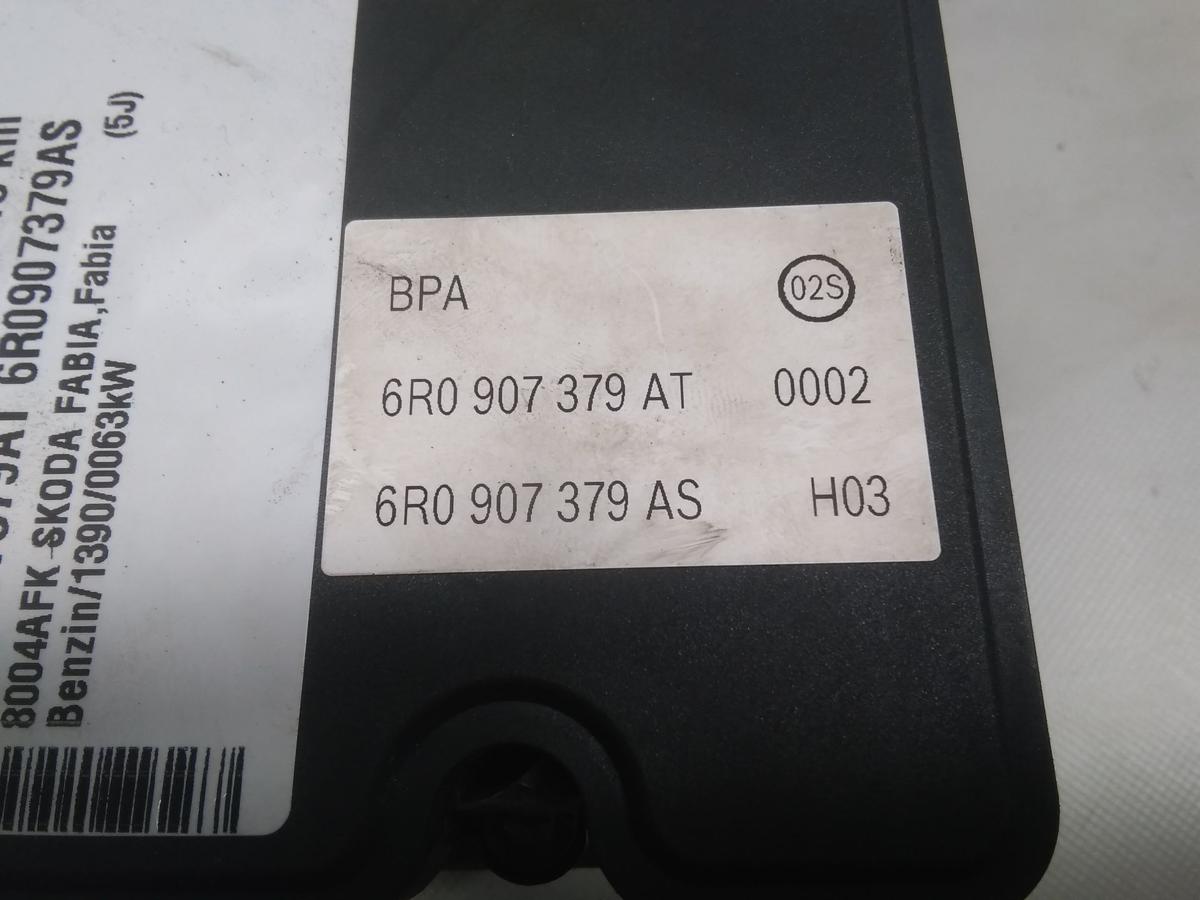 BPA 02S
6R0 907 379 AT 0002
6R0 907 379 AS H03
6R0907379AS
8004AFK SKODA FABIA,Fabia (5J)
Benzin/1390/0063kW